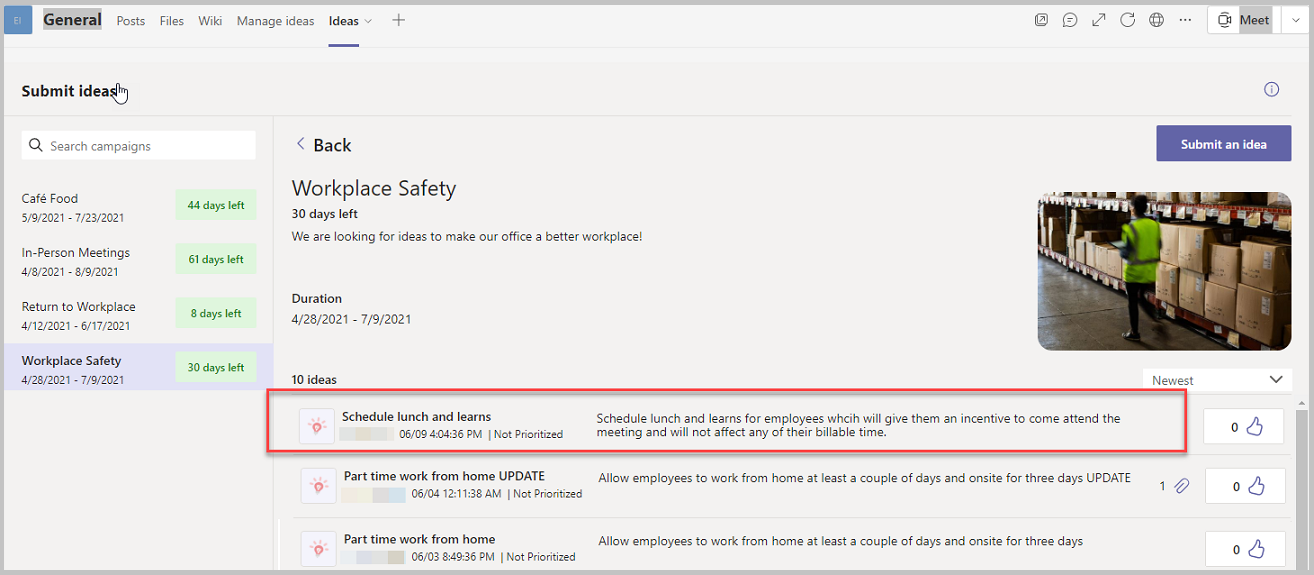 EI General Posts Files Wiki Manage ideas Ideas Meet
Submit ideas
Search campaigns
Café Food
5/9/2021 - 7/23/2021
44 days left
In-Person Meetings
4/8/2021 - 8/9/2021
61 days left
Return to Workplace
4/12/2021 - 6/17/2021
8 days left
Workplace Safety
4/28/2021 - 7/9/2021
30 days left
Back
Submit an idea
Workplace Safety
30 days left
We are looking for ideas to make our office a better workplace!
Duration
4/28/2021 - 7/9/2021
10 ideas
Newest
Schedule lunch and learns
06/09 4:04:36 PM | Not Prioritized
Schedule lunch and learns for employees whcih will give them an incentive to come attend the
meeting and will not affect any of their billable time.
0
Part time work from home UPDATE
06/04 12:11:38 AM | Not Prioritized
Allow employees to work from home at least a couple of days and onsite for three days UPDATE
1
0
Part time work from home
06/03 8:49:36 PM | Not Prioritized
Allow employees to work from home at least a couple of days and onsite for three days
0